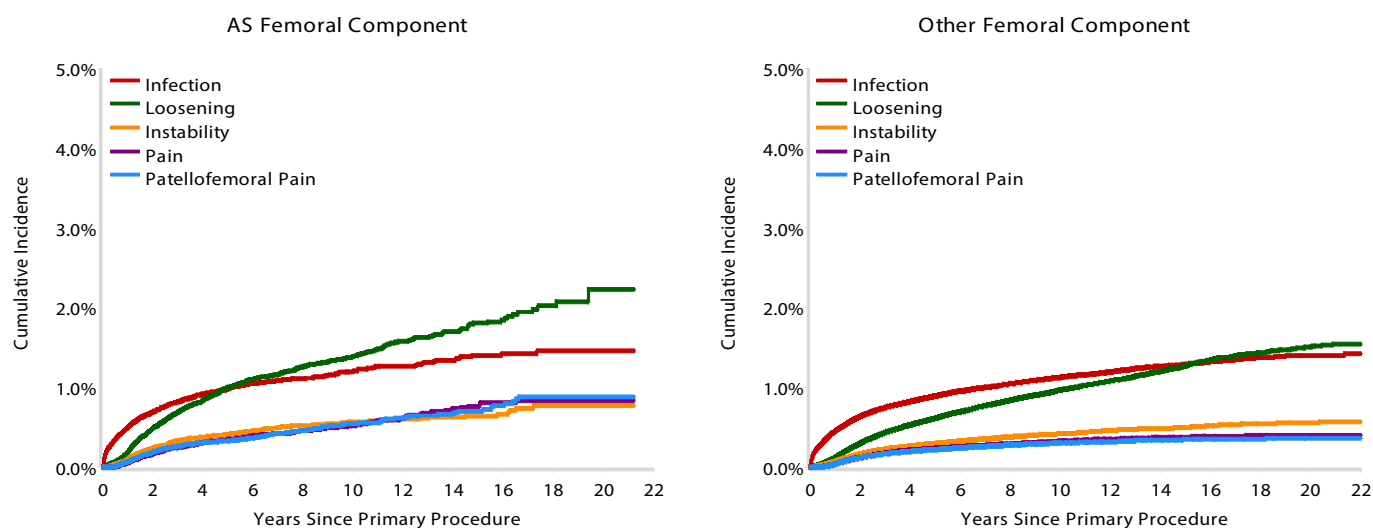 AS Femoral Component
5.0%
4.0%
3.0%
2.0%
1.0%
0.0%
Cumulative Incidence
Infection
Loosening
Instability
Pain
Patellofemoral Pain
0 2 4 6 8 10 12 14 16 18 20 22
Years Since Primary Procedure
Other Femoral Component
5.0%
4.0%
3.0%
2.0%
1.0%
0.0%
Cumulative Incidence
Infection
Loosening
Instability
Pain
Patellofemoral Pain
0 2 4 6 8 10 12 14 16 18 20 22
Years Since Primary Procedure